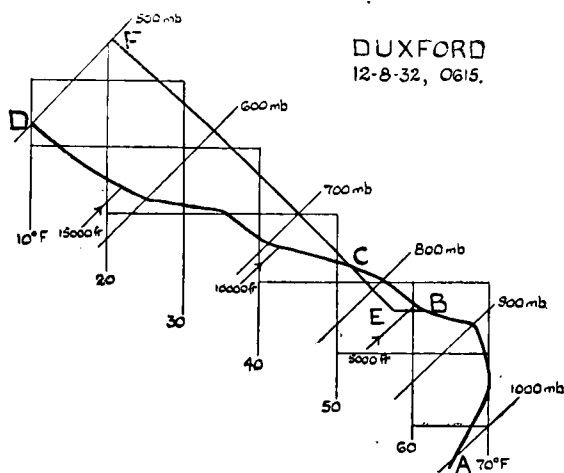 500 mb
F
DUXFORD
12-8-32, 0615.
600 mb
D
700 mb
15000 ft
10°F
10000 ft
C
800 mb
20
E
B
900 mb
30
5000 ft
40
1000 mb
50
60
A
70°F